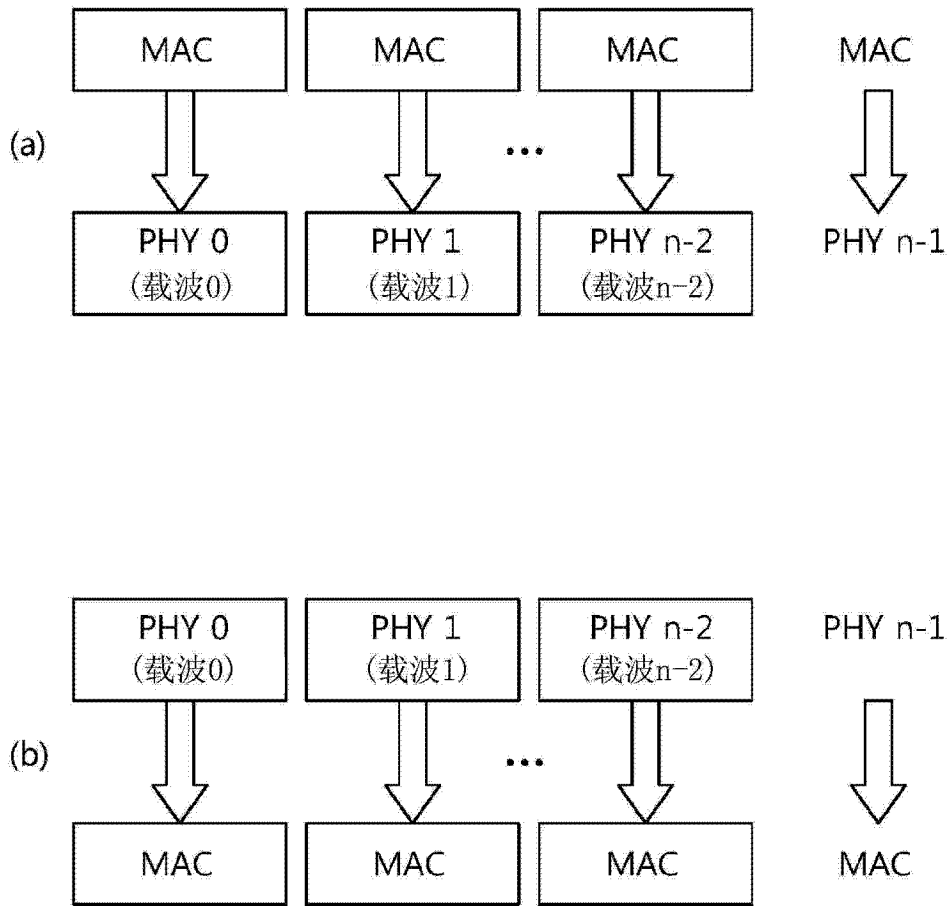 MAC MAC MAC MAC
(a) ...
PHY 0 PHY 1 PHY n-2 PHY n-1
(载波0) (载波1) (载波n-2)
PHY 0 PHY 1 PHY n-2 PHY n-1
(载波0) (载波1) (载波n-2)
(b) ...
MAC MAC MAC MAC